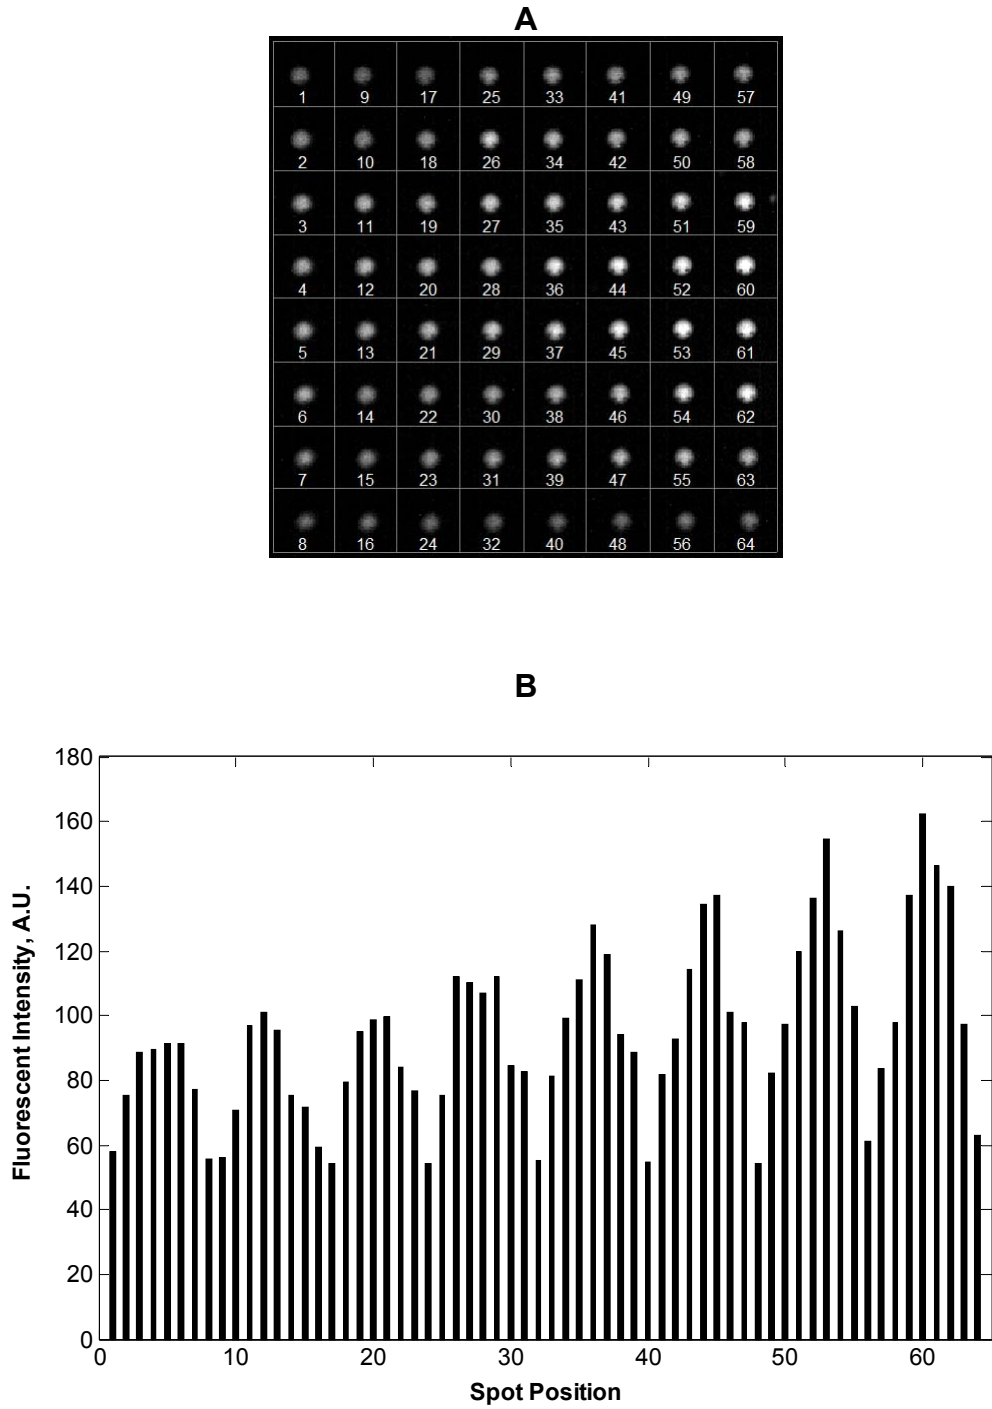 A
1 9 17 25 33 41 49 57
2 10 18 26 34 42 50 58
3 11 19 27 35 43 51 59
4 12 20 28 36 44 52 60
5 13 21 29 37 45 53 61
6 14 22 30 38 46 54 62
7 15 23 31 39 47 55 63
8 16 24 32 40 48 56 64
B
180
160
140
120
100
80
60
40
20
0
Fluorescent Intensity, A.U.
0 10 20 30 40 50 60
Spot Position